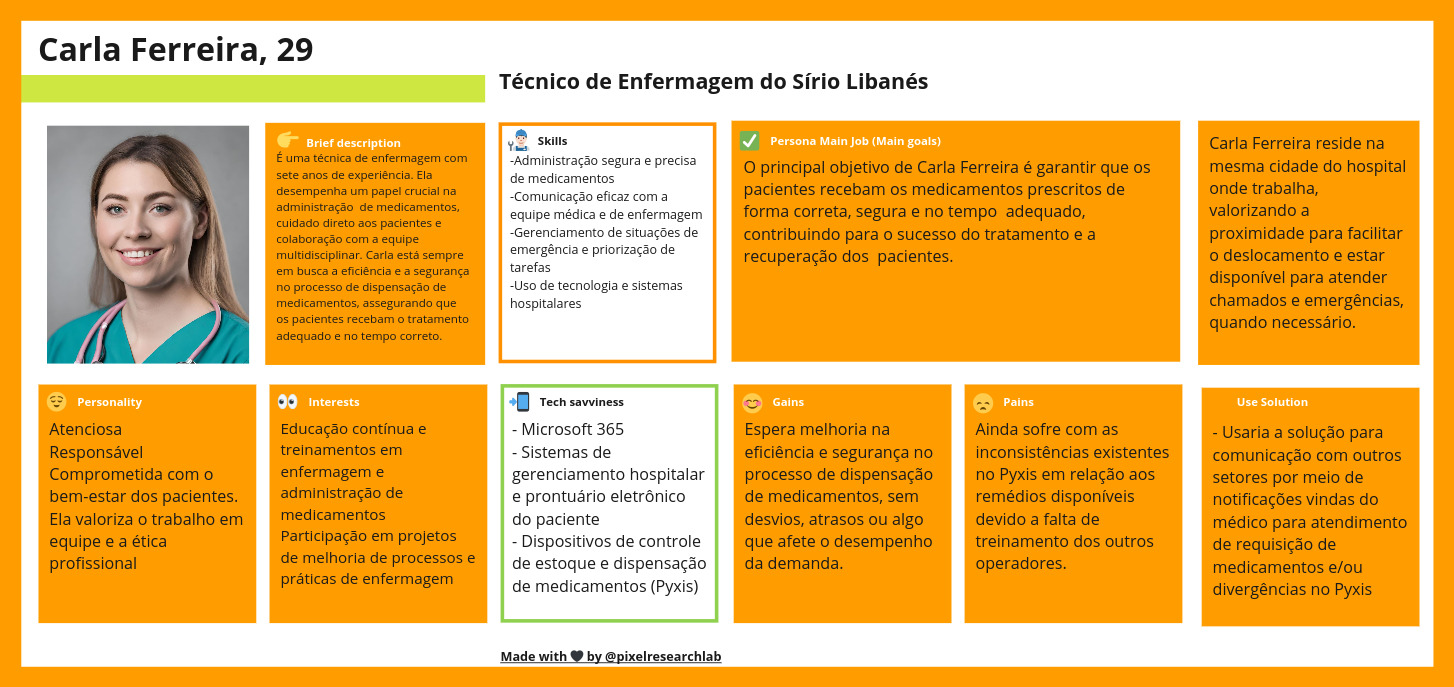 Carla Ferreira, 29
Técnico de Enfermagem do Sírio Libanés
Brief description
É uma técnica de enfermagem com
sete anos de experiência. Ela
desempenha um papel crucial na
administração  de medicamentos,
cuidado direto aos pacientes e
colaboração com a equipe
multidisciplinar. Carla está sempre
em busca a eficiência e a segurança
no processo de dispensação de
medicamentos, assegurando que
os pacientes recebam o tratamento
adequado e no tempo correto.
Skills
-Administração segura e precisa
de medicamentos
-Comunicação eficaz com a
equipe médica e de enfermagem
-Gerenciamento de situações de
emergência e priorização de
tarefas
-Uso de tecnologia e sistemas
hospitalares
Persona Main Job (Main goals)
O principal objetivo de Carla Ferreira é garantir que os
pacientes recebam os medicamentos prescritos de
forma correta, segura e no tempo  adequado,
contribuindo para o sucesso do tratamento e a
recuperação dos  pacientes.
Carla Ferreira reside na
mesma cidade do hospital
onde trabalha,
valorizando a
proximidade para facilitar
o deslocamento e estar
disponível para atender
chamados e emergências,
quando necessário.
Personality
Atenciosa
Responsável
Comprometida com o
bem-estar dos pacientes.
Ela valoriza o trabalho em
equipe e a ética
profissional
Interests
Educação contínua e
treinamentos em
enfermagem e
administração de
medicamentos
Participação em projetos
de melhoria de processos e
práticas de enfermagem
Tech savviness
- Microsoft 365
- Sistemas de
gerenciamento hospitalar
e prontuário eletrônico
do paciente
- Dispositivos de controle
de estoque e dispensação
de medicamentos (Pyxis)
Gains
Espera melhoria na
eficiência e segurança no
processo de dispensação
de medicamentos, sem
desvios, atrasos ou algo
que afete o desempenho
da demanda.
Pains
Ainda sofre com as
inconsistências existentes
no Pyxis em relação aos
remédios disponíveis
devido a falta de
treinamento dos outros
operadores.
Use Solution
- Usaria a solução para
comunicação com outros
setores por meio de
notificações vindas do
médico para atendimento
de requisição de
medicamentos e/ou
divergências no Pyxis
Made with 🖤 by @pixelresearchlab